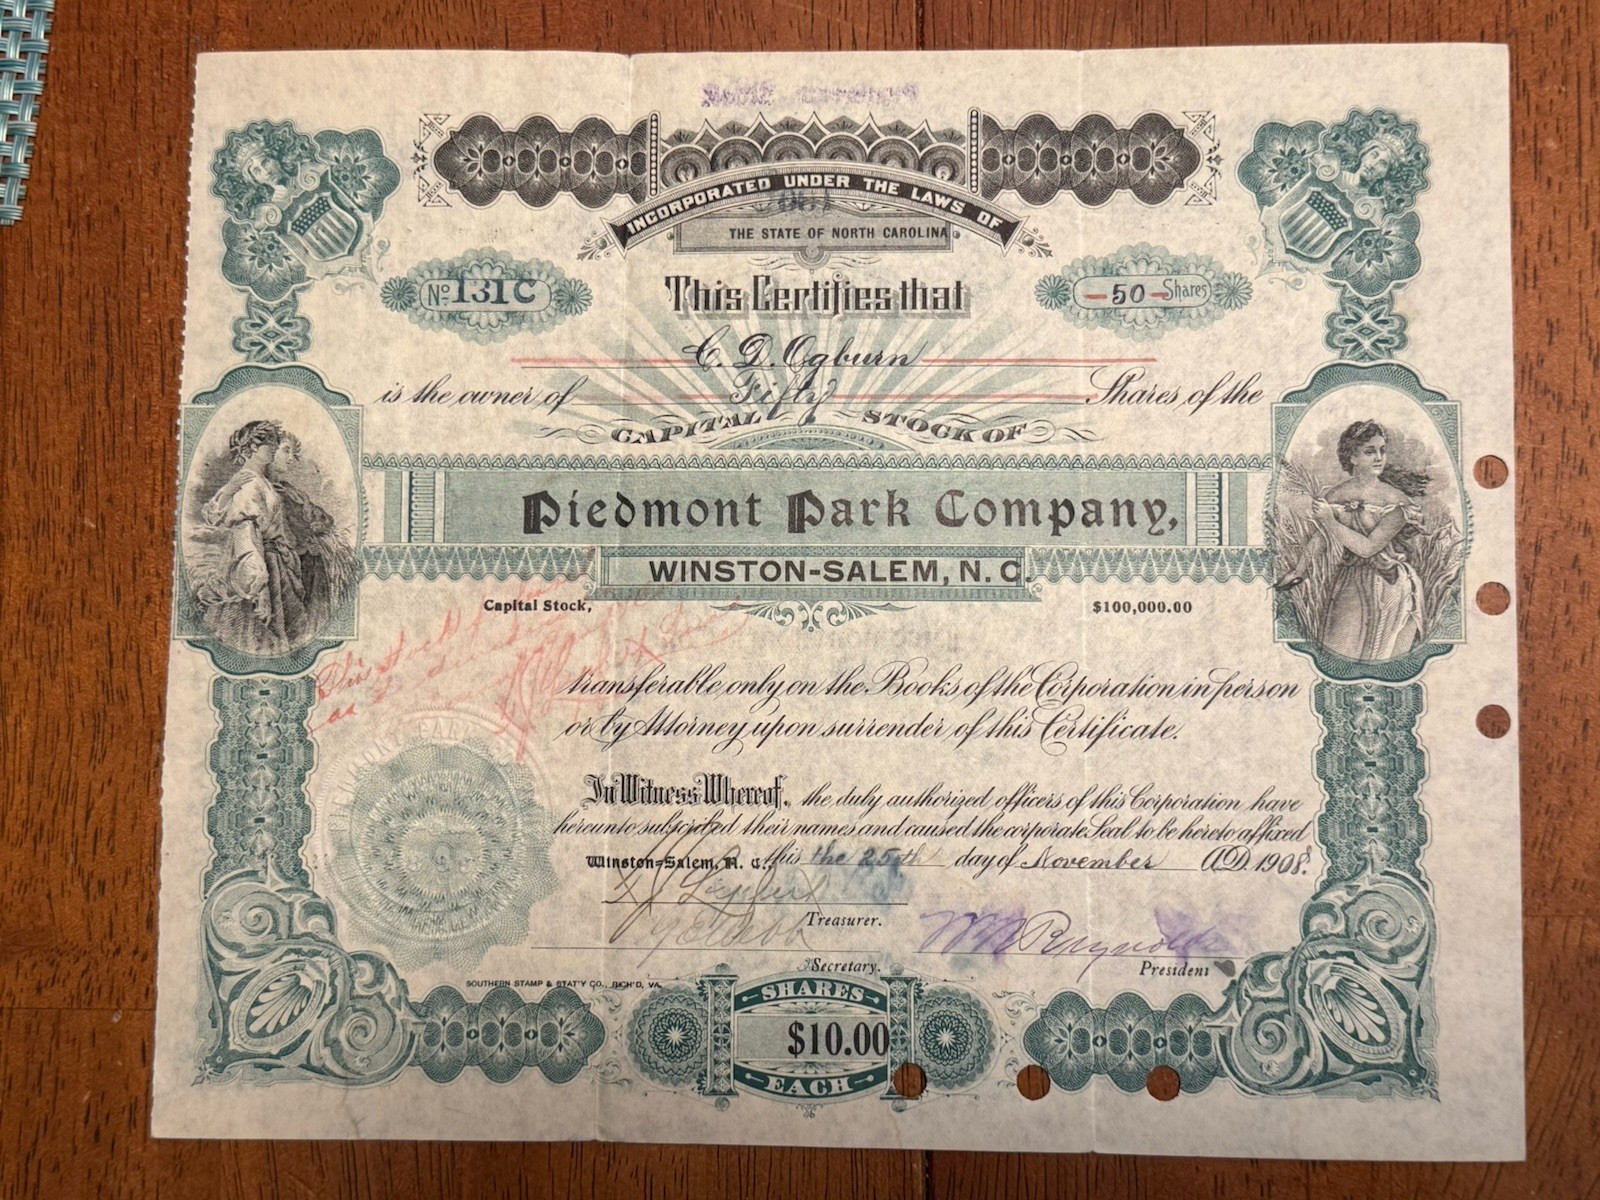 INCORPORATED UNDER THE LAWS OF
THE STATE OF NORTH CAROLINA
No 131C
This Certifies that
—50— Shares
C. D. Ogburn
is the owner of Fifty Shares of the
CAPITAL STOCK OF
Piedmont Park Company,
WINSTON-SALEM, N. C.
Capital Stock, $100,000.00
This stock
as
transferable only on the Books of the Corporation in person
or by Attorney upon surrender of this Certificate.
In Witness Whereof, the duly authorized officers of this Corporation have
hereunto subscribed their names and caused the corporate Seal to be hereto affixed
Winston-Salem, N. C., this the 25th day of November A.D. 1908.
Treasurer.
G E Webb
Secretary.
W N Reynolds
President
SOUTHERN STAMP & STAT'Y CO., RICH'D, VA.
SHARES
$10.00
EACH